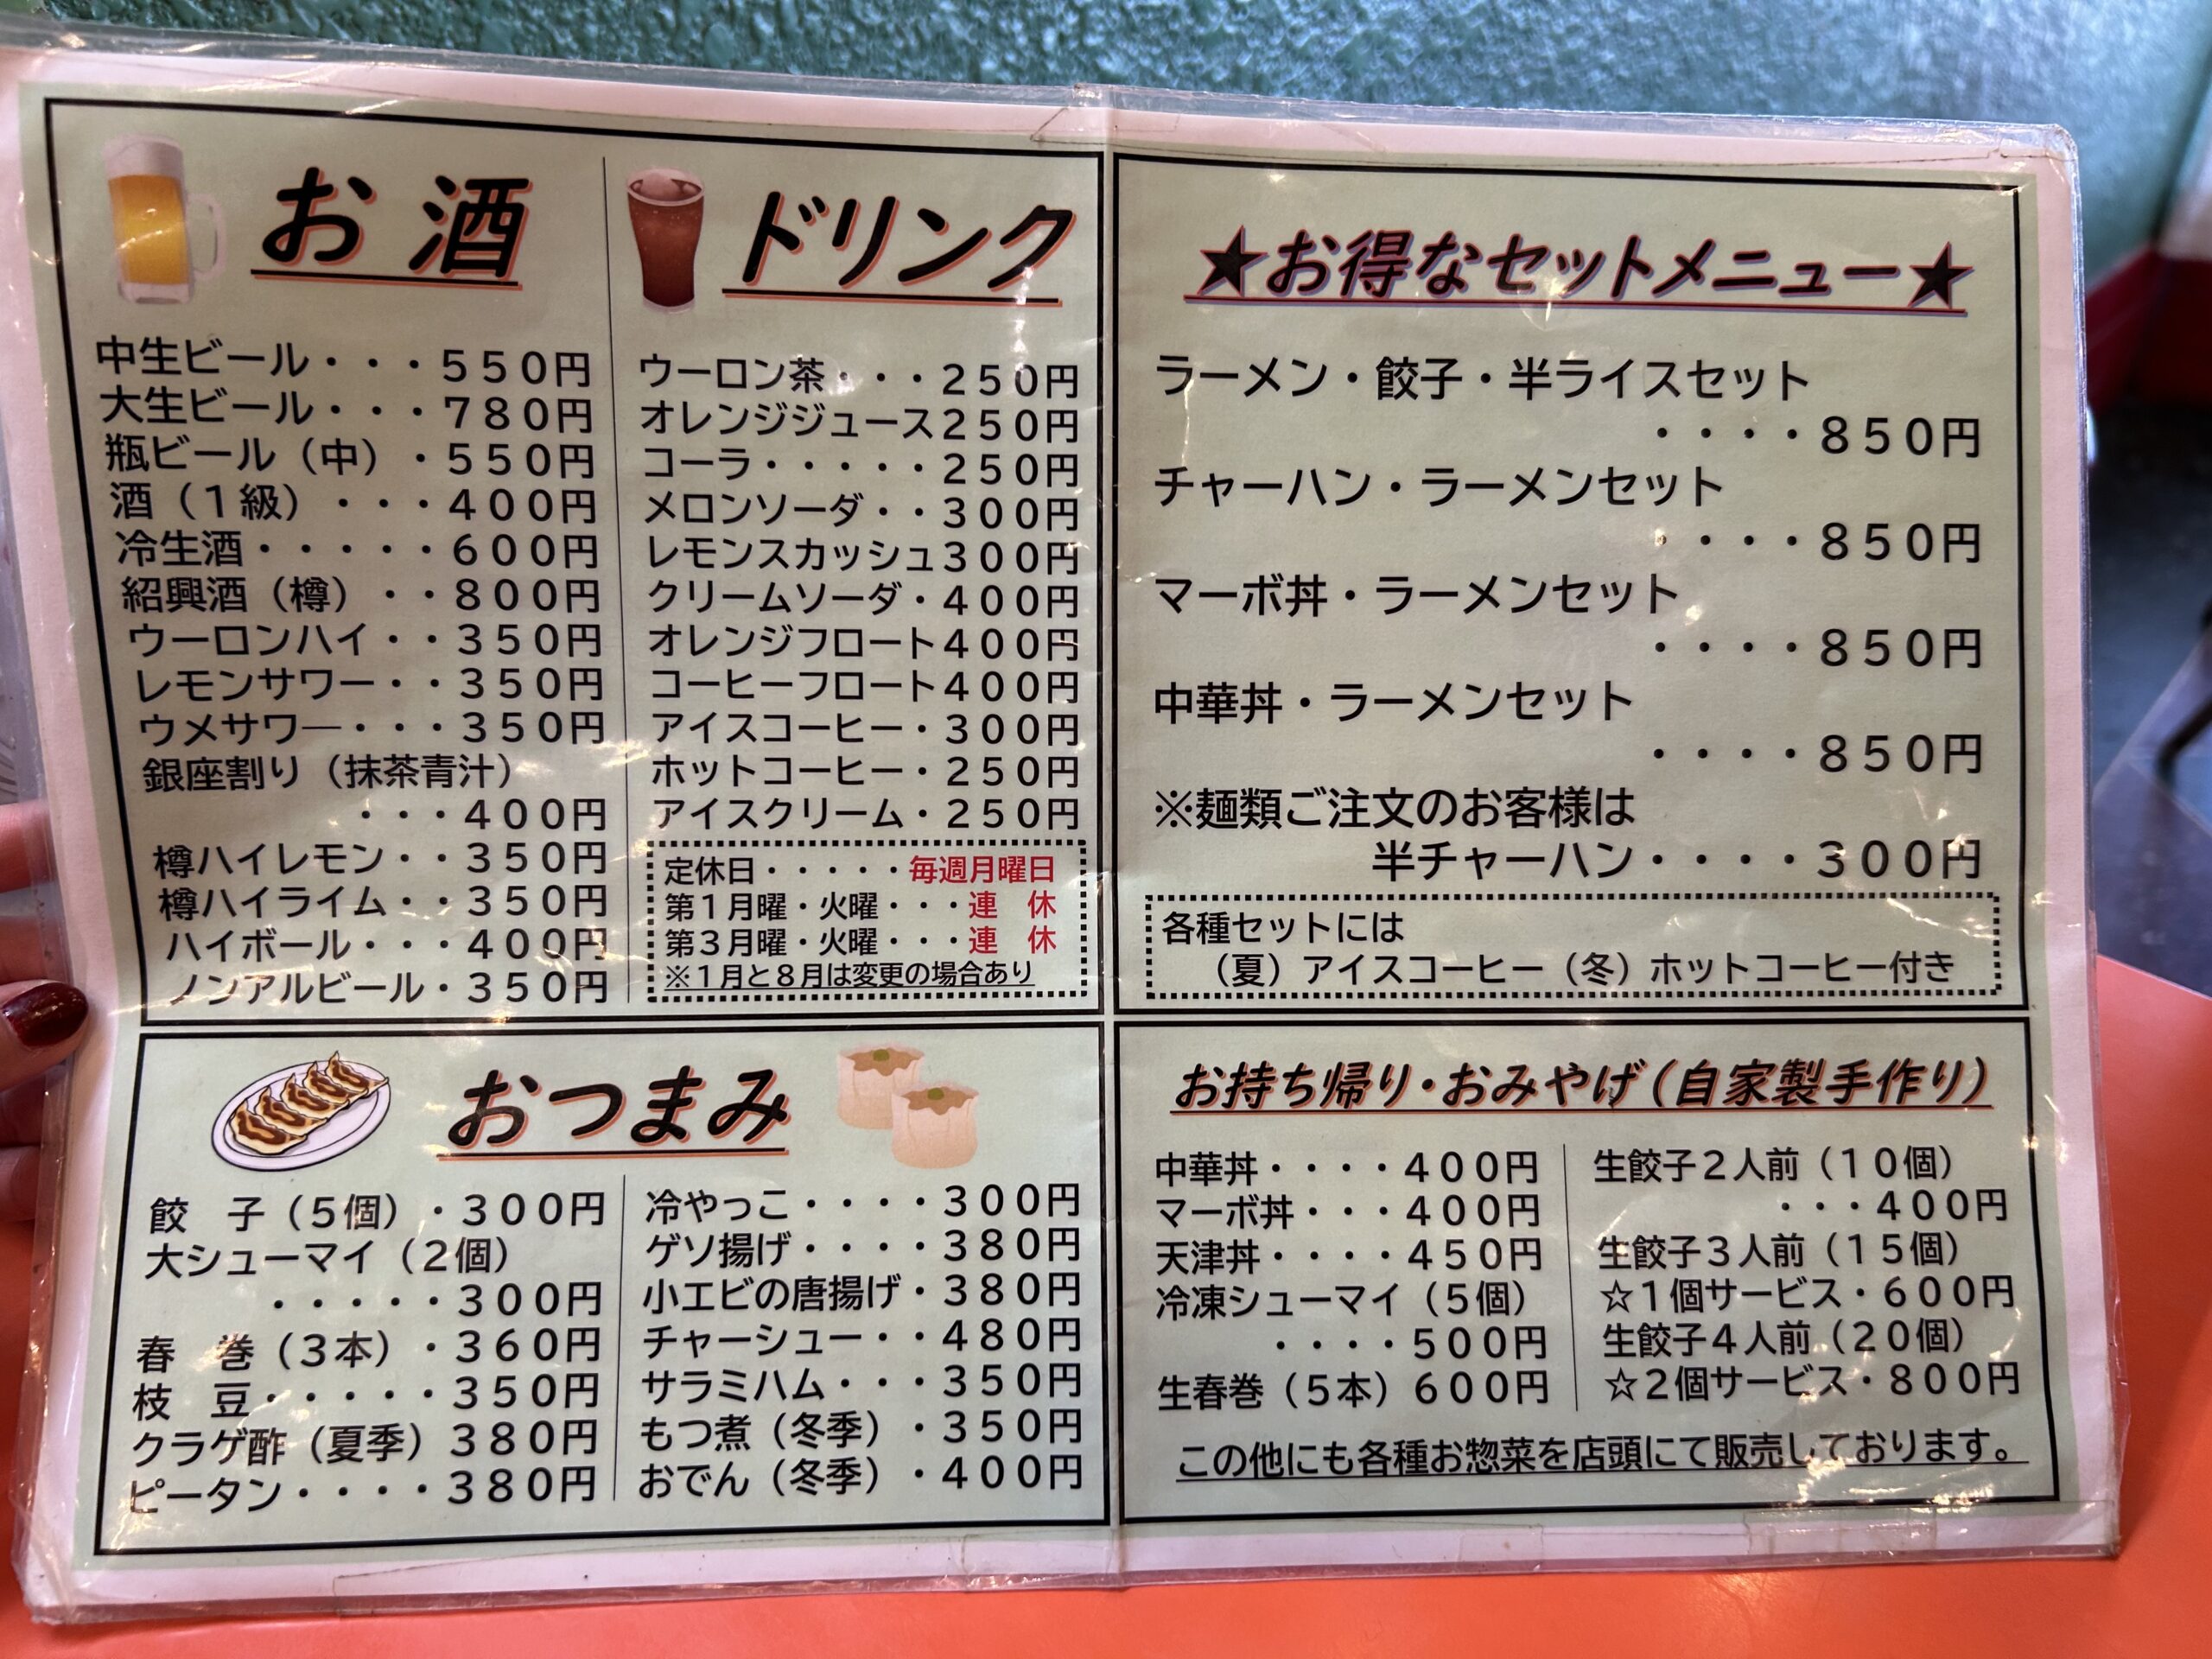 お酒
中生ビール・・・５５０円
大生ビール・・・７８０円
瓶ビール（中）・５５０円
酒（１級）・・・４００円
冷生酒・・・・・６００円
紹興酒（樽）・・８００円
ウーロンハイ・・３５０円
レモンサワー・・３５０円
ウメサワ―・・・３５０円
銀座割り（抹茶青汁）
・・・４００円
樽ハイレモン・・３５０円
樽ハイライム・・３５０円
ハイボール・・・４００円
ノンアルビール・３５０円
ドリンク
ウーロン茶・・・２５０円
オレンジジュース２５０円
コーラ・・・・・２５０円
メロンソーダ・・３００円
レモンスカッシュ３００円
クリームソーダ・４００円
オレンジフロート４００円
コーヒーフロート４００円
アイスコーヒー・３００円
ホットコーヒー・２５０円
アイスクリーム・２５０円
定休日・・・・・毎週月曜日
第１月曜・火曜・・・連　休
第３月曜・火曜・・・連　休
※１月と８月は変更の場合あり
★お得なセットメニュー★
ラーメン・餃子・半ライスセット
・・・・８５０円
チャーハン・ラーメンセット
・・・・８５０円
マーボ丼・ラーメンセット
・・・・８５０円
中華丼・ラーメンセット
・・・・８５０円
※麺類ご注文のお客様は
半チャーハン・・・・３００円
各種セットには
（夏）アイスコーヒー（冬）ホットコーヒー付き
おつまみ
餃　子（５個）・３００円
大シューマイ（２個）
・・・・・３００円
春　巻（３本）・３６０円
枝　豆・・・・・３５０円
クラゲ酢（夏季）３８０円
ピータン・・・・３８０円
冷やっこ・・・・３００円
ゲソ揚げ・・・・３８０円
小エビの唐揚げ・３８０円
チャーシュー・・４８０円
サラミハム・・・３５０円
もつ煮（冬季）・３５０円
おでん（冬季）・４００円
お持ち帰り・おみやげ（自家製手作り）
中華丼・・・・４００円
マーボ丼・・・４００円
天津丼・・・・４５０円
冷凍シューマイ（５個）
・・・・５００円
生春巻（５本）６００円
生餃子２人前（１０個）
・・・４００円
生餃子３人前（１５個）
☆１個サービス・６００円
生餃子４人前（２０個）
☆２個サービス・８００円
この他にも各種お惣菜を店頭にて販売しております。